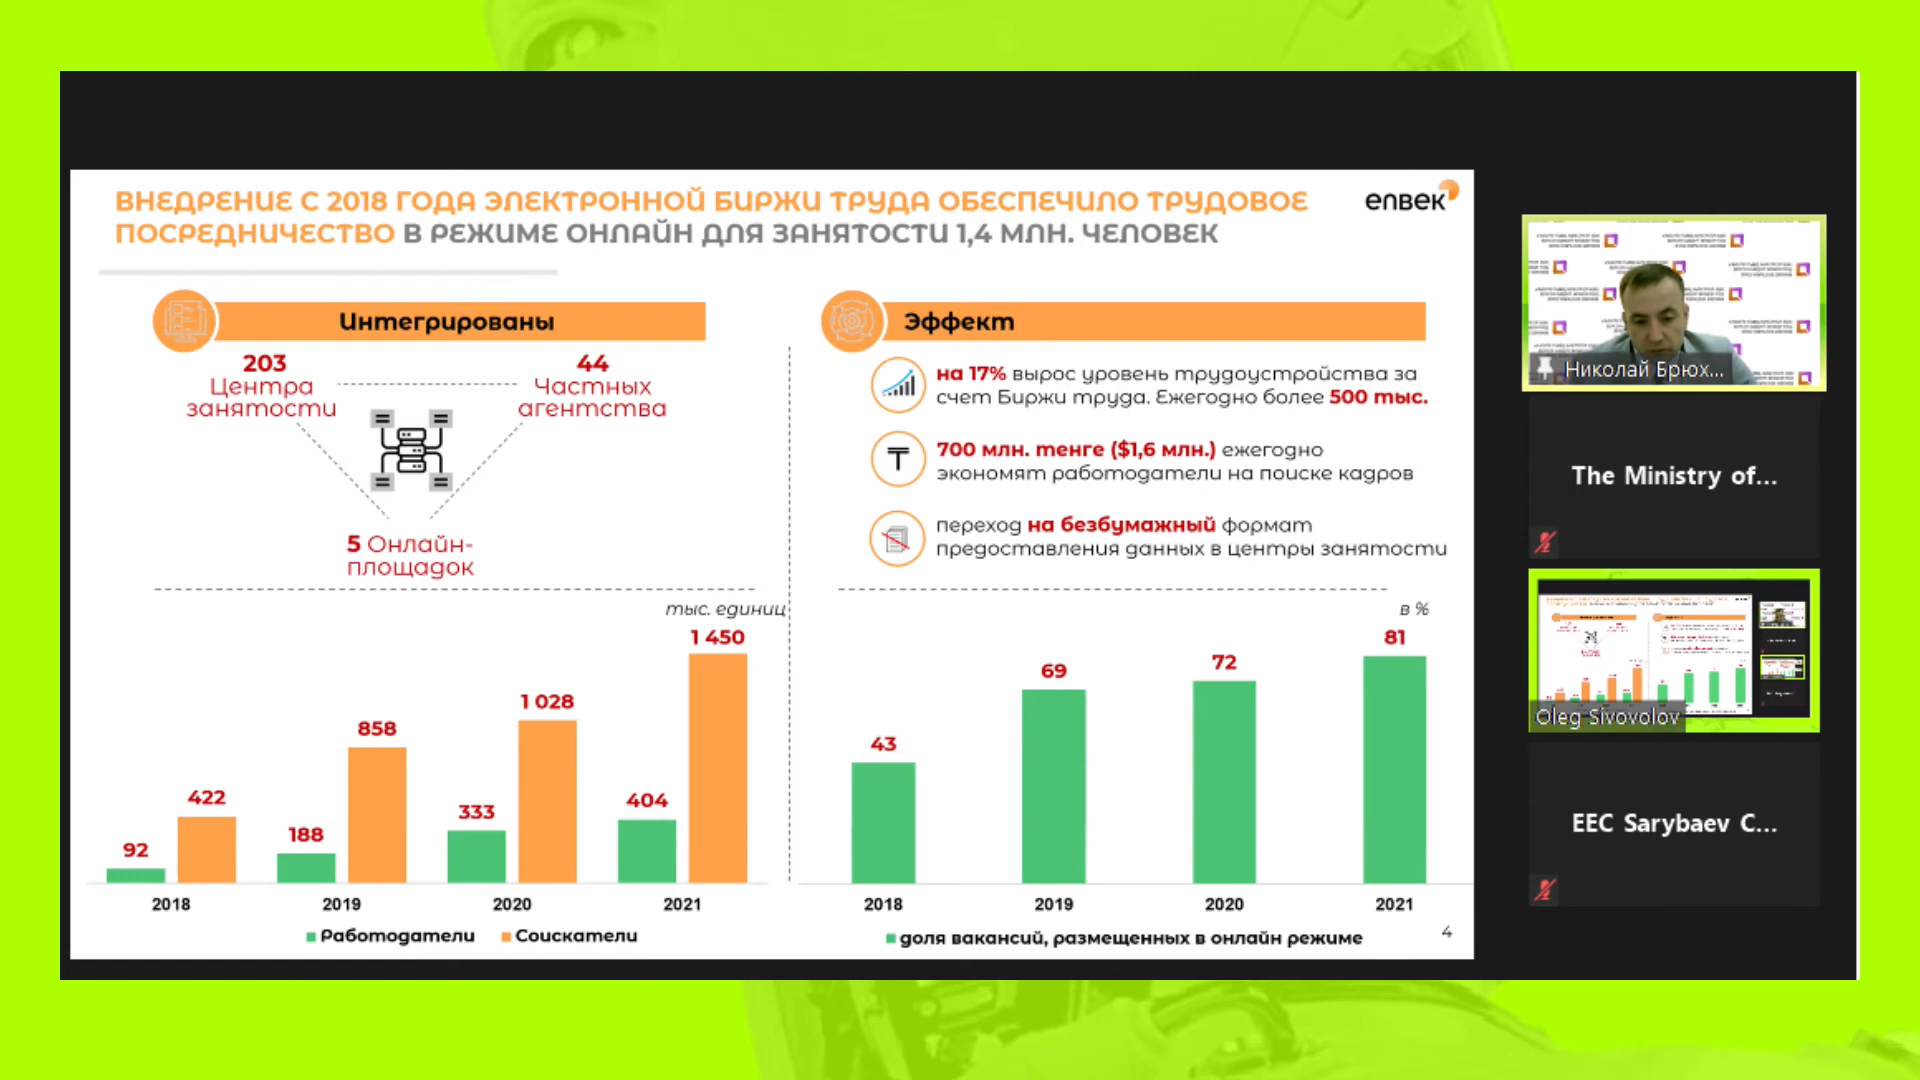 ВНЕДРЕНИЕ С 2018 ГОДА ЭЛЕКТРОННОЙ БИРЖИ ТРУДА ОБЕСПЕЧИЛО ТРУДОВОЕ
ПОСРЕДНИЧЕСТВО В РЕЖИМЕ ОНЛАЙН ДЛЯ ЗАНЯТОСТИ 1,4 МЛН. ЧЕЛОВЕК
enbек
Интегрированы
203
Центра
занятости
44
Частных
агентства
5 Онлайн-
площадок
Эффект
на 17% вырос уровень трудоустройства за
счет Биржи труда. Ежегодно более 500 тыс.
700 млн. тенге ($1,6 млн.) ежегодно
экономят работодатели на поиске кадров
переход на безбумажный формат
предоставления данных в центры занятости
тыс. единиц
92
422
188
858
333
1 028
404
1 450
2018
2019
2020
2021
Работодатели
Соискатели
в %
43
69
72
81
2018
2019
2020
2021
доля вакансий, размещенных в онлайн режиме
4
Николай Брюх...
The Ministry of...
Oleg Sivovolov
EEC Sarybaev C...